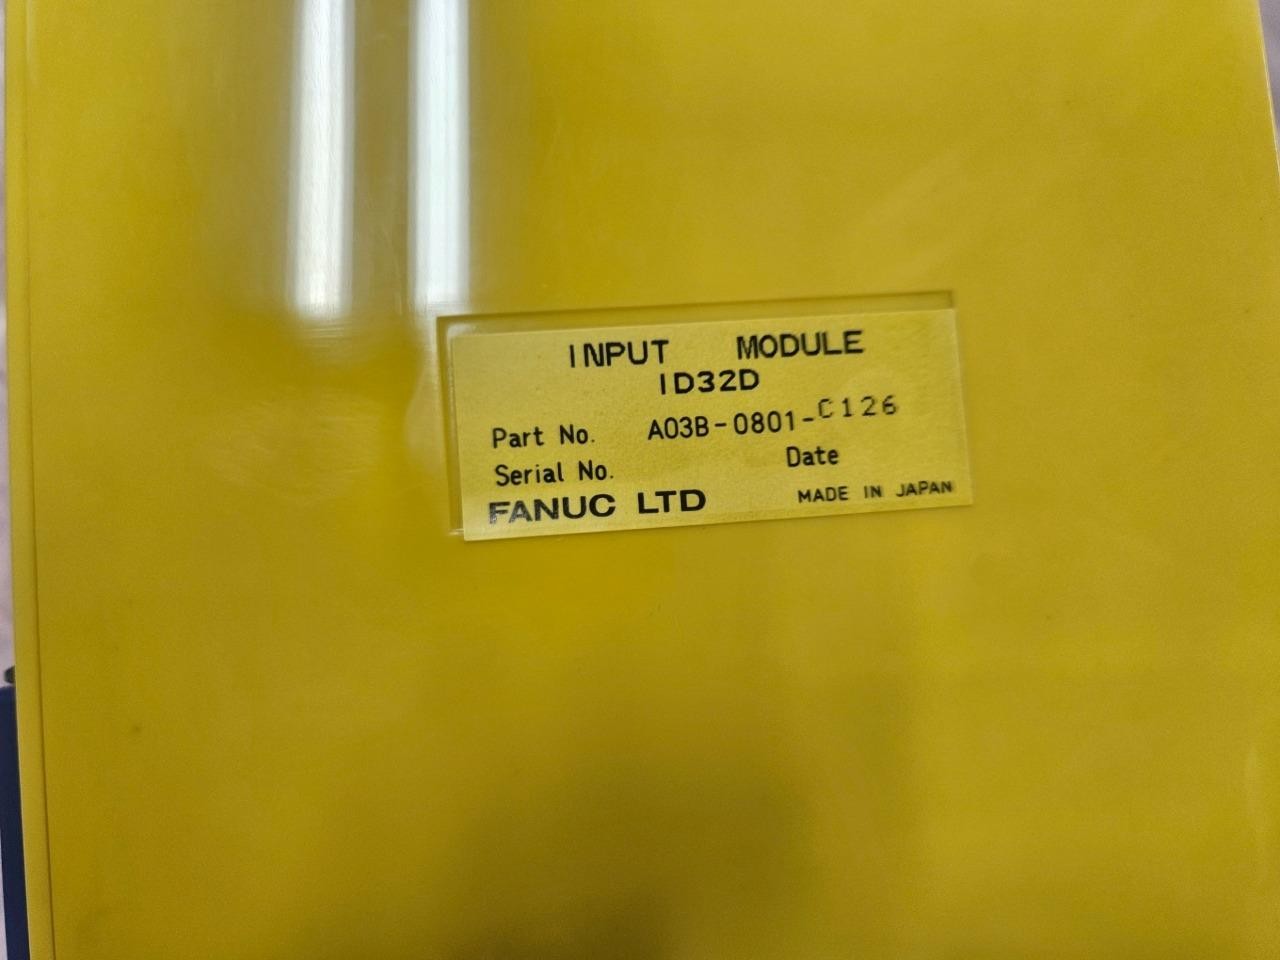 INPUT MODULE
ID32D
Part No. A03B-0801-C126
Serial No. Date
FANUC LTD MADE IN JAPAN